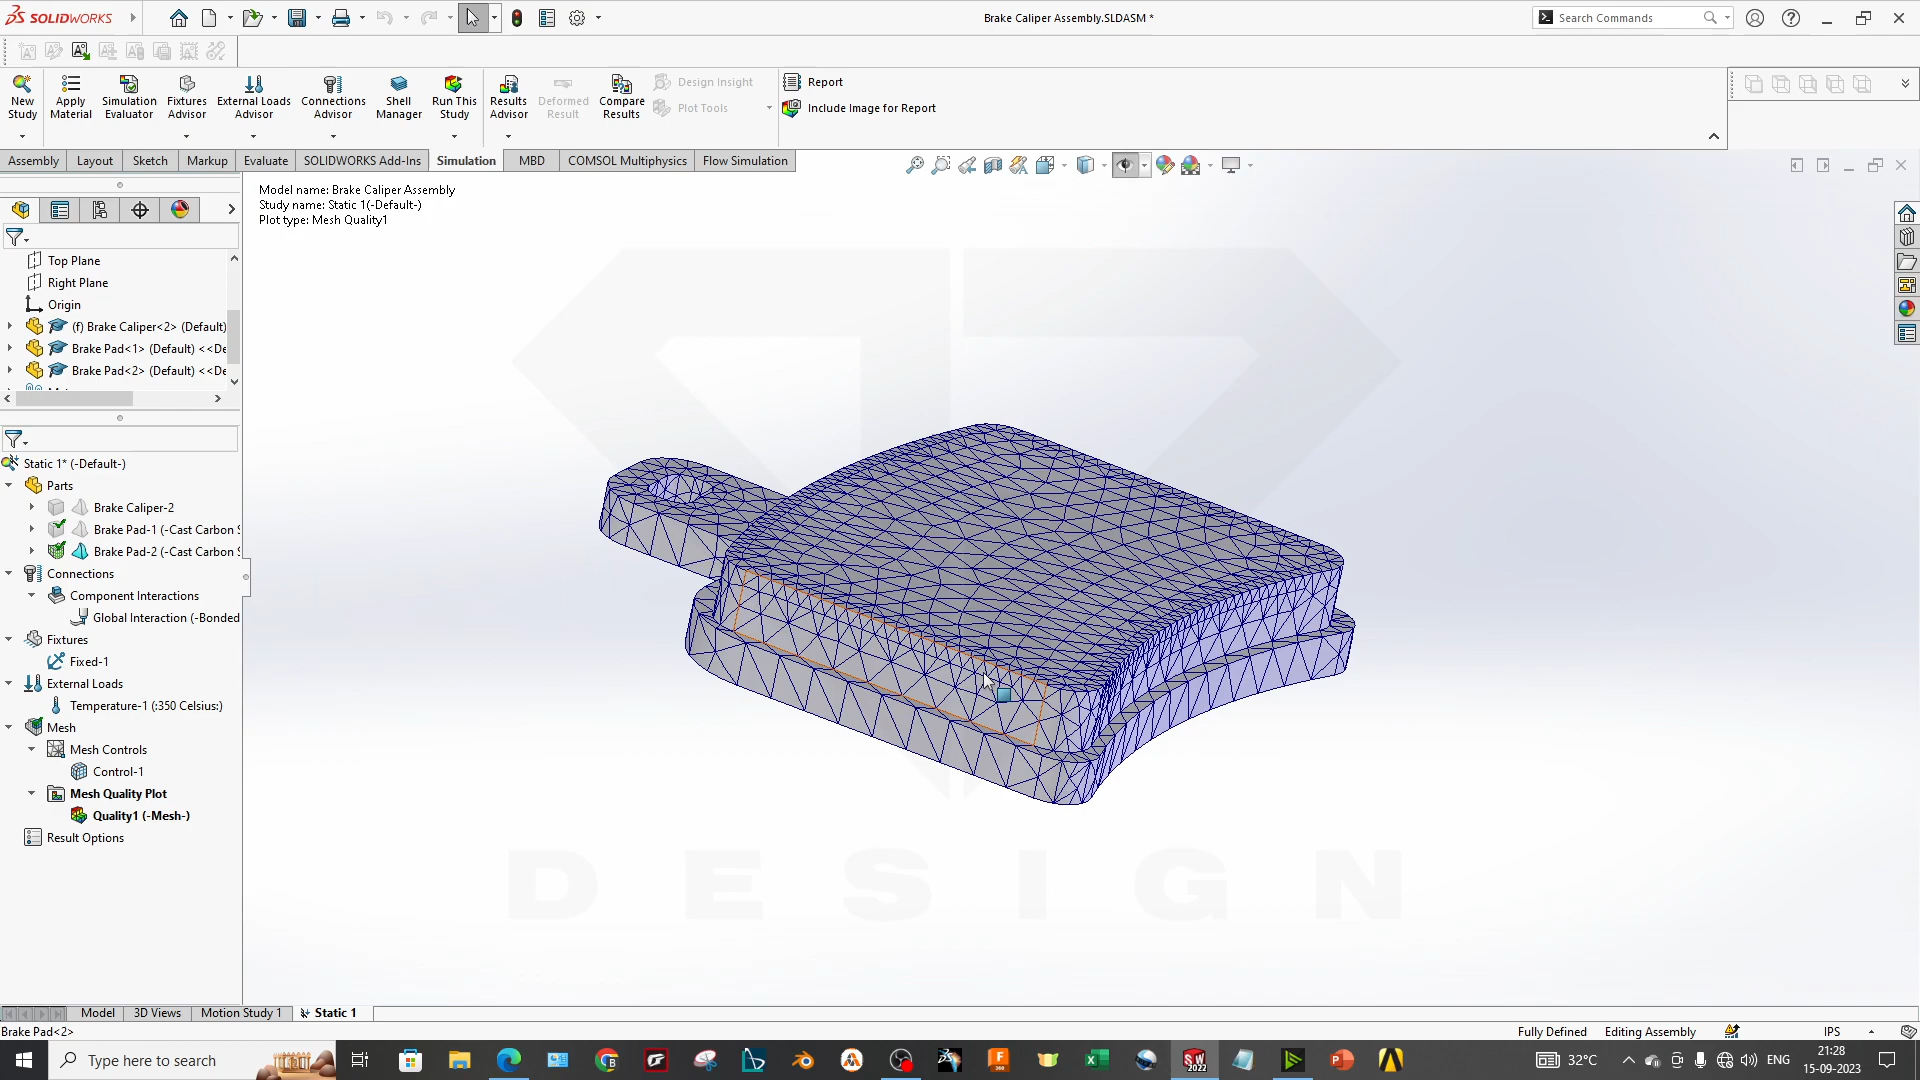 SOLIDWORKS
Brake Caliper Assembly.SLDASM *
Search Commands
New Study
Apply Material
Simulation Evaluator
Fixtures Advisor
External Loads Advisor
Connections Advisor
Shell Manager
Run This Study
Results Advisor
Deformed Result
Compare Results
Design Insight
Plot Tools
Report
Include Image for Report
Assembly
Layout
Sketch
Markup
Evaluate
SOLIDWORKS Add-Ins
Simulation
MBD
COMSOL Multiphysics
Flow Simulation
Model name: Brake Caliper Assembly
Study name: Static 1(-Default-)
Plot type: Mesh Quality1
Top Plane
Right Plane
Origin
(f) Brake Caliper<2> (Default)
Brake Pad<1> (Default) <<De
Brake Pad<2> (Default) <<De
Static 1* (-Default-)
Parts
Brake Caliper-2
Brake Pad-1 (-Cast Carbon S
Brake Pad-2 (-Cast Carbon S
Connections
Component Interactions
Global Interaction (-Bonded
Fixtures
Fixed-1
External Loads
Temperature-1 (:350 Celsius:)
Mesh
Mesh Controls
Control-1
Mesh Quality Plot
Quality1 (-Mesh-)
Result Options
DESIGN
Model
3D Views
Motion Study 1
Static 1
Brake Pad<2>
Fully Defined
Editing Assembly
IPS
Type here to search
SW
2022
32°C
ENG
21:28
15-09-2023